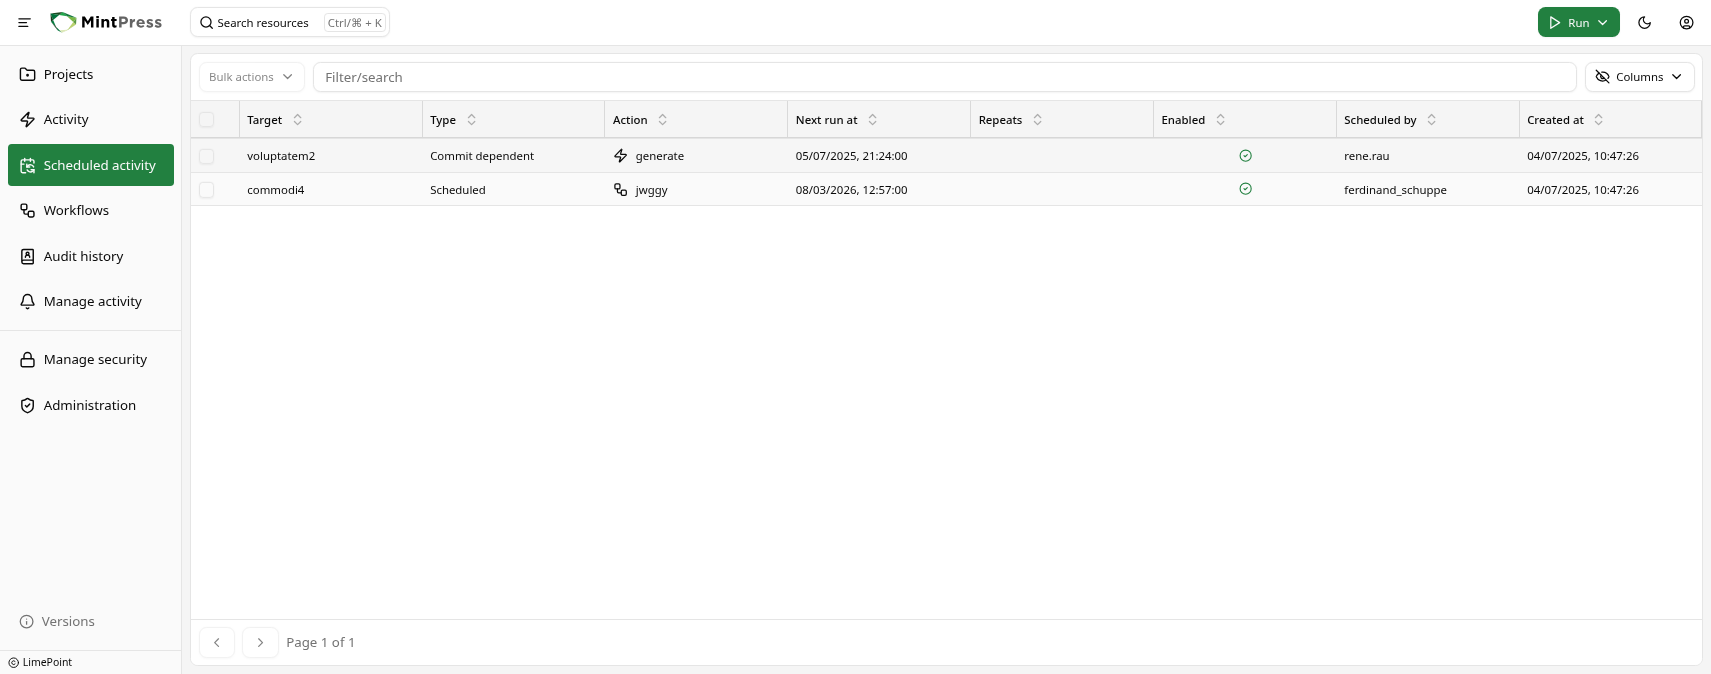 MintPress
Search resources Ctrl/⌘ + K
Run
Projects
Activity
Scheduled activity
Workflows
Audit history
Manage activity
Manage security
Administration
Versions
LimePoint
Bulk actions
Filter/search
Columns
Target Type Action Next run at Repeats Enabled Scheduled by Created at
voluptatem2 Commit dependent generate 05/07/2025, 21:24:00 rene.rau 04/07/2025, 10:47:26
commodi4 Scheduled jwggy 08/03/2026, 12:57:00 ferdinand_schuppe 04/07/2025, 10:47:26
Page 1 of 1